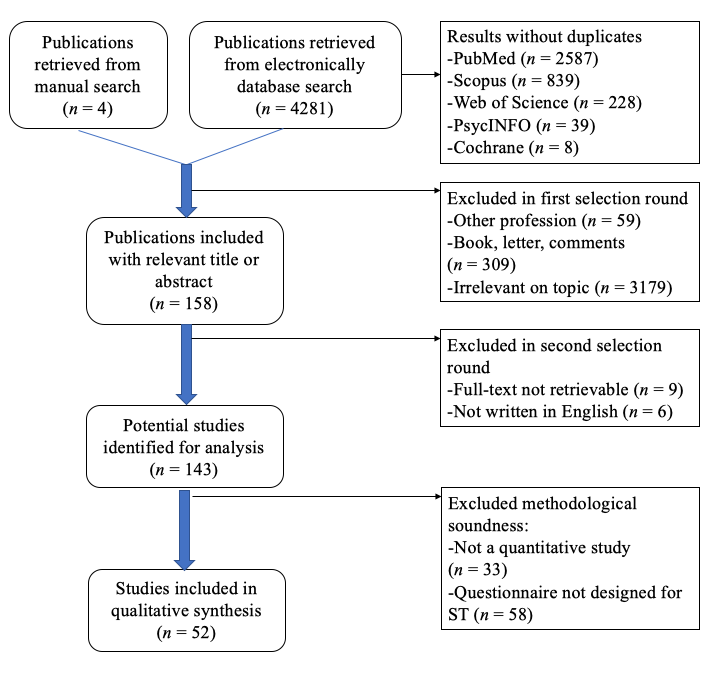 Publications
retrieved from
manual search
(n = 4)
Publications retrieved
from electronically
database search
(n = 4281)
Results without duplicates
-PubMed (n = 2587)
-Scopus (n = 839)
-Web of Science (n = 228)
-PsycINFO (n = 39)
-Cochrane (n = 8)
Excluded in first selection round
-Other profession (n = 59)
-Book, letter, comments
(n = 309)
-Irrelevant on topic (n = 3179)
Publications included
with relevant title or
abstract
(n = 158)
Excluded in second selection
round
-Full-text not retrievable (n = 9)
-Not written in English (n = 6)
Potential studies
identified for analysis
(n = 143)
Excluded methodological
soundness:
-Not a quantitative study
(n = 33)
-Questionnaire not designed for
ST (n = 58)
Studies included in
qualitative synthesis
(n = 52)